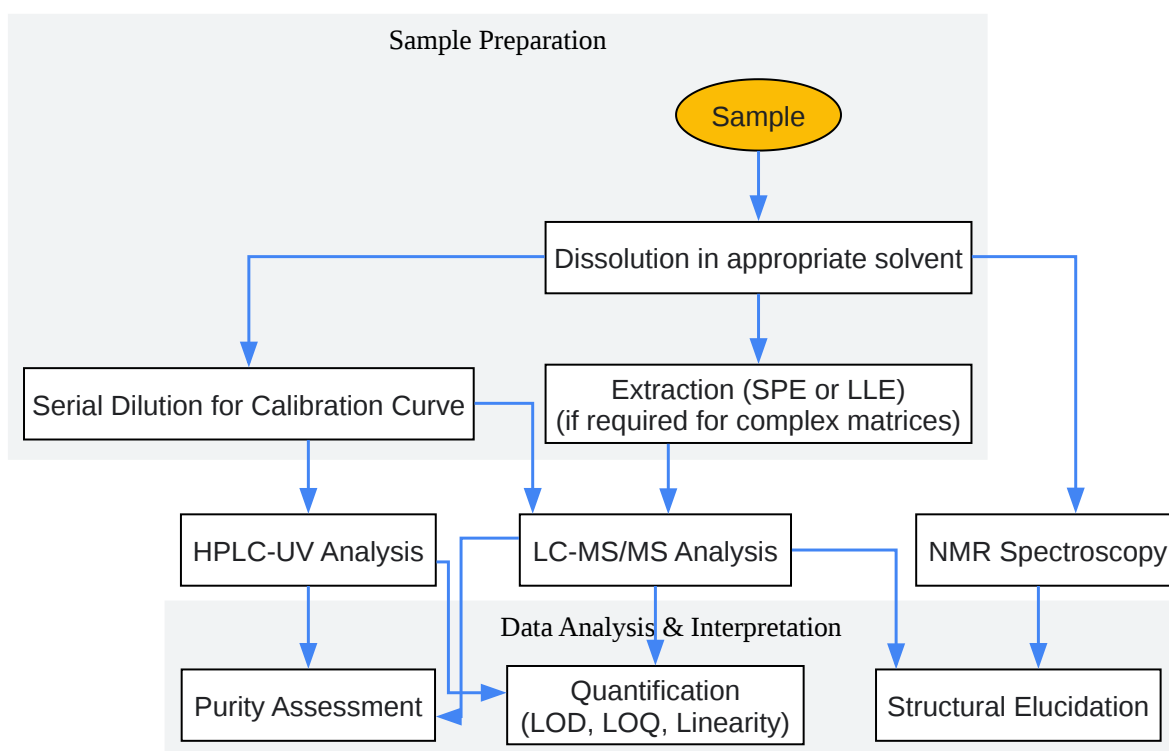 Sample Preparation
Sample
Dissolution in appropriate solvent
Serial Dilution for Calibration Curve
Extraction (SPE or LLE)
(if required for complex matrices)
HPLC-UV Analysis
LC-MS/MS Analysis
NMR Spectroscopy
Data Analysis & Interpretation
Purity Assessment
Quantification
(LOD, LOQ, Linearity)
Structural Elucidation